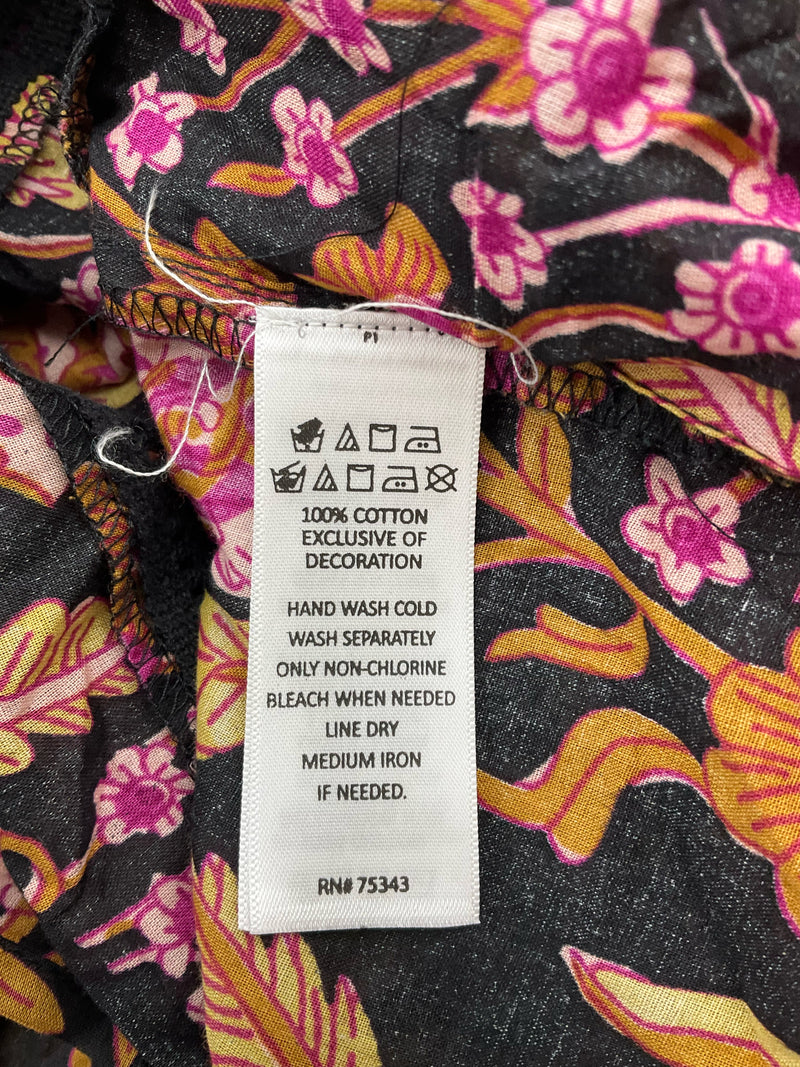 PI
100% COTTON
EXCLUSIVE OF
DECORATION
HAND WASH COLD
WASH SEPARATELY
ONLY NON-CHLORINE
BLEACH WHEN NEEDED
LINE DRY
MEDIUM IRON
IF NEEDED.
RN# 75343